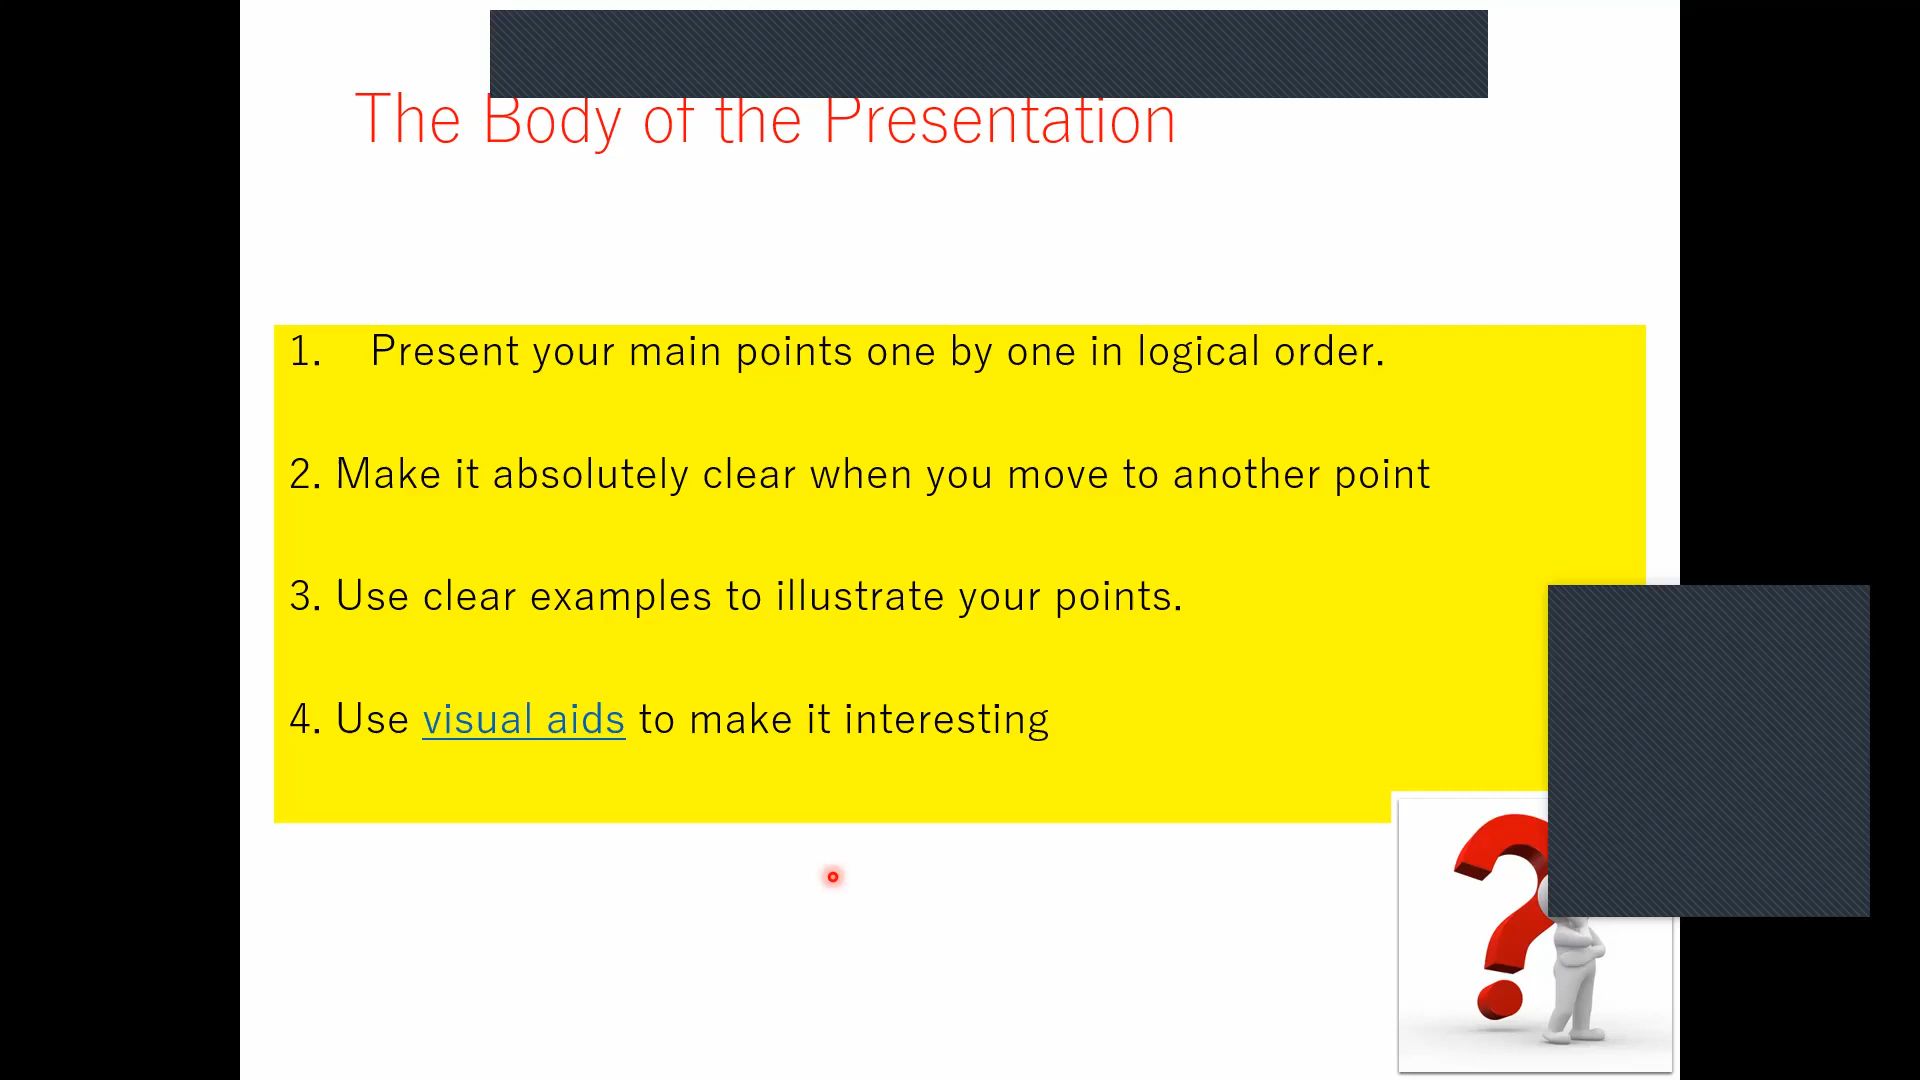 The Body of the Presentation
1. Present your main points one by one in logical order.
2. Make it absolutely clear when you move to another point
3. Use clear examples to illustrate your points.
4. Use visual aids to make it interesting